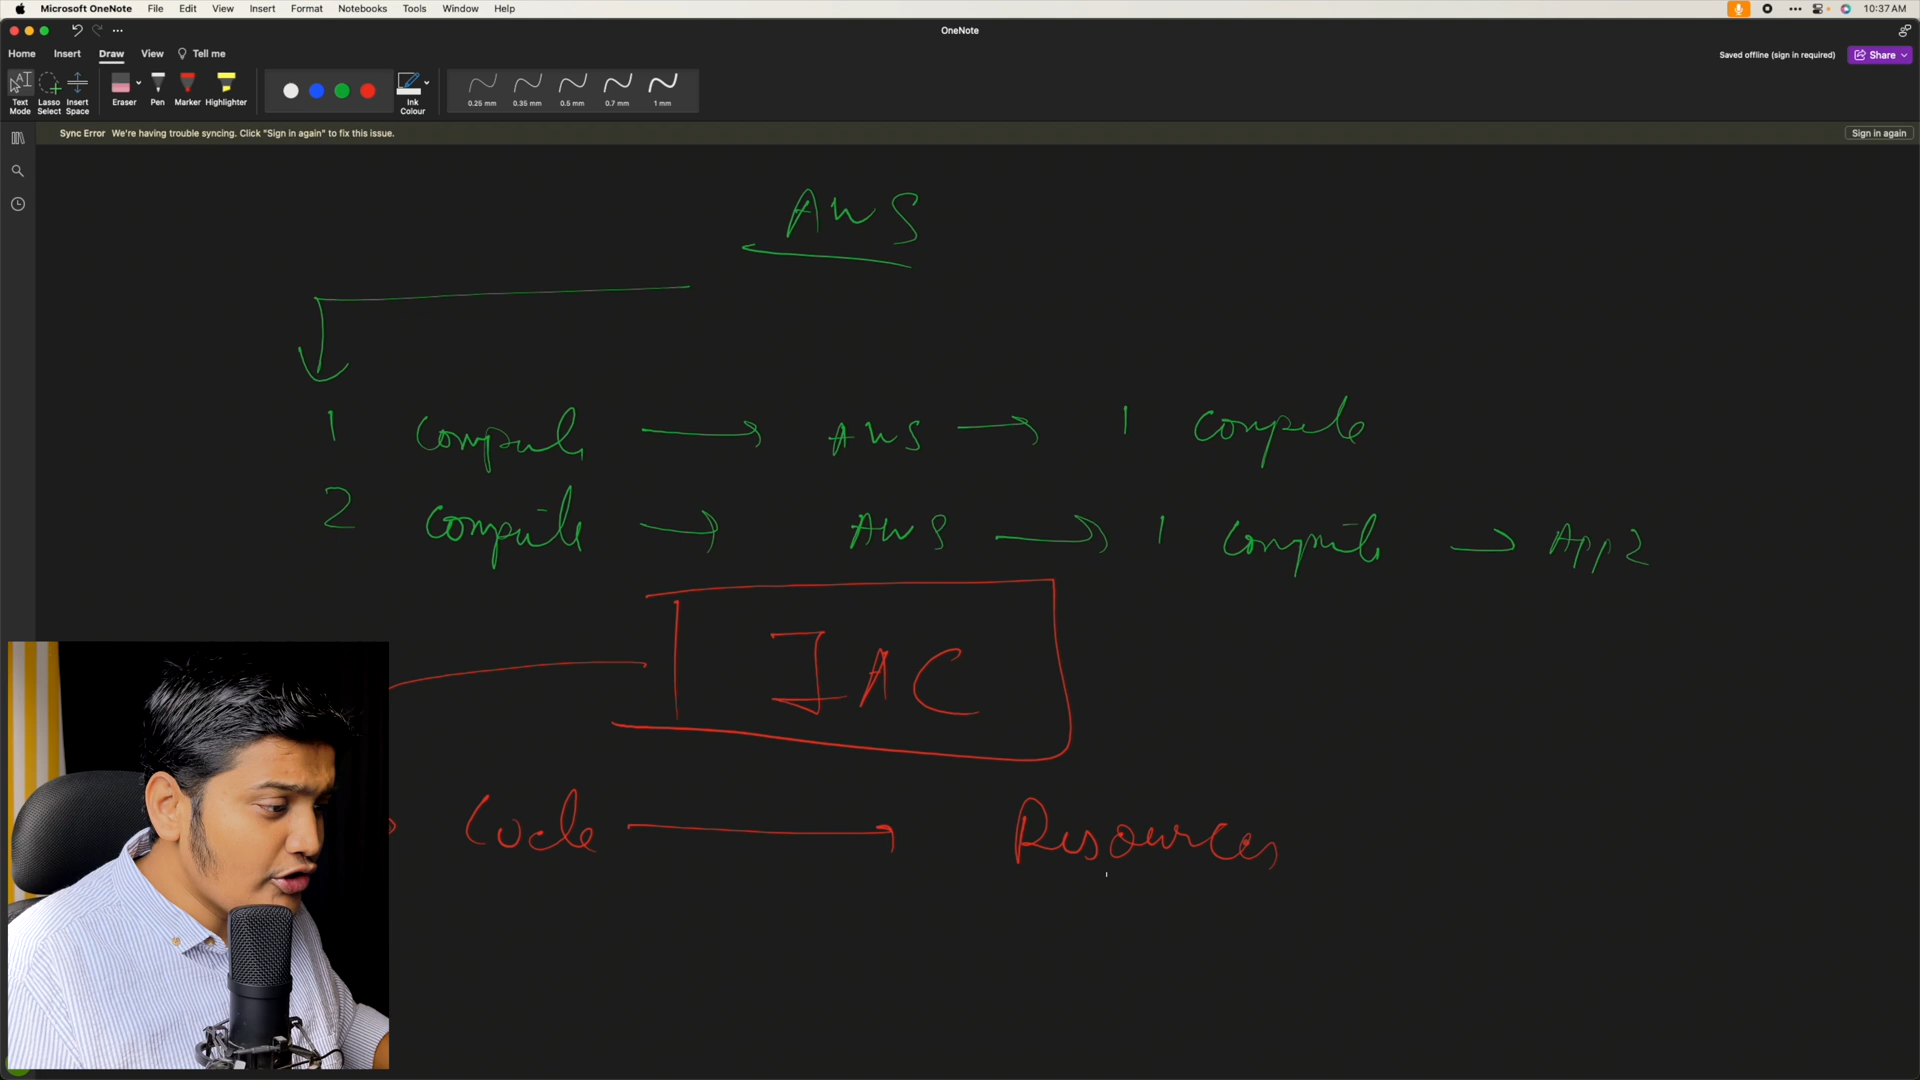 Microsoft OneNote File Edit View Insert Format Notebooks Tools Window Help 10:37 AM
OneNote
Home Insert Draw View Tell me
Saved offline (sign in required) Share
Text Mode
Lasso Select
Insert Space
Eraser
Pen
Marker
Highlighter
Ink Colour
0.25 mm 0.35 mm 0.5 mm 0.7 mm 1 mm
Sync Error We're having trouble syncing. Click "Sign in again" to fix this issue. Sign in again
AWS
1 Compute → AWS → 1 Compute
2 Compute → AWS → 1 Compute → App 2
IAC
Code → Resources